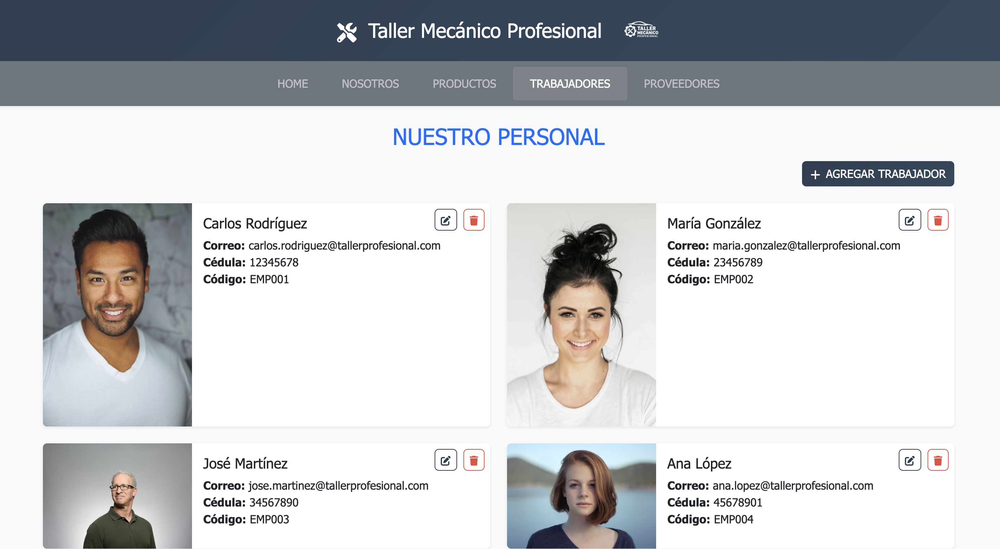 Taller Mecánico Profesional
TALLER
MECÁNICO
PROFESIONAL
HOME
NOSOTROS
PRODUCTOS
TRABAJADORES
PROVEEDORES
NUESTRO PERSONAL
+ AGREGAR TRABAJADOR
Carlos Rodríguez
Correo: carlos.rodriguez@tallerprofesional.com
Cédula: 12345678
Código: EMP001
María González
Correo: maria.gonzalez@tallerprofesional.com
Cédula: 23456789
Código: EMP002
José Martínez
Correo: jose.martinez@tallerprofesional.com
Cédula: 34567890
Código: EMP003
Ana López
Correo: ana.lopez@tallerprofesional.com
Cédula: 45678901
Código: EMP004